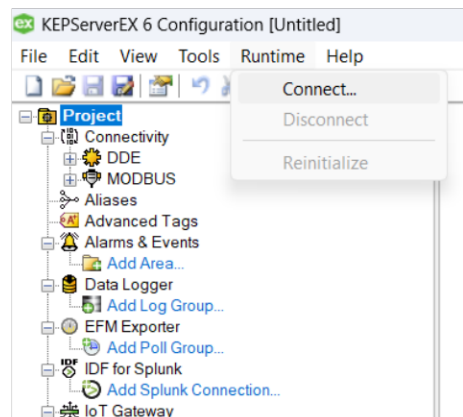 KEPServerEX 6 Configuration [Untitled]
File Edit View Tools Runtime Help
Connect...
Disconnect
Reinitialize
Project
Connectivity
DDE
MODBUS
Aliases
Advanced Tags
Alarms & Events
Add Area...
Data Logger
Add Log Group...
EFM Exporter
Add Poll Group...
IDF for Splunk
Add Splunk Connection...
IoT Gateway